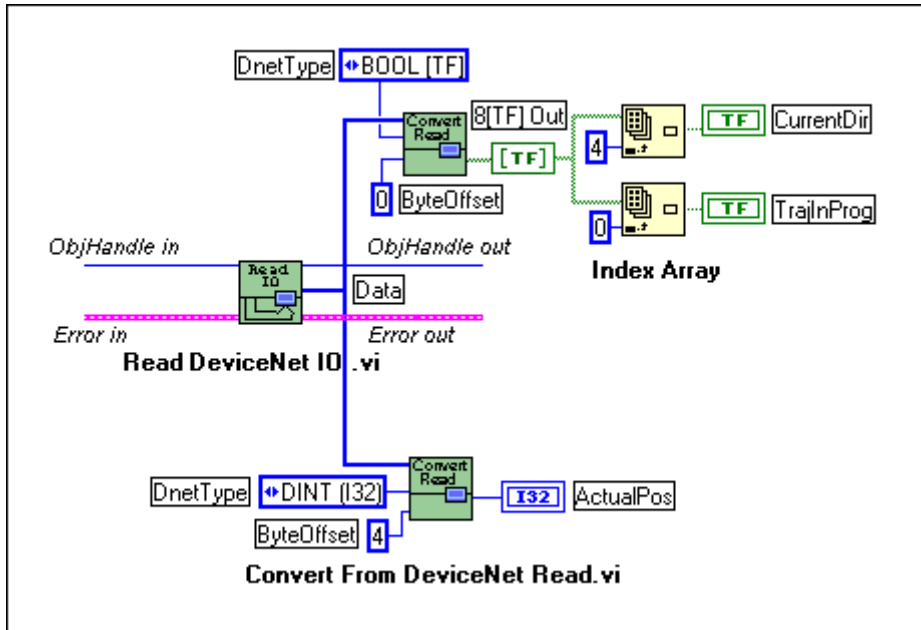 DnetType BOOL [TF]
Convert
Read
8[TF] Out
[TF]
0 ByteOffset
4
TF CurrentDir
0
TF TrajInProg
Index Array
ObjHandle in
ObjHandle out
Read
IO
Data
Error in
Error out
Read DeviceNet IO .vi
DnetType DINT (I32)
Convert
Read
I32 ActualPos
ByteOffset 4
Convert From DeviceNet Read.vi